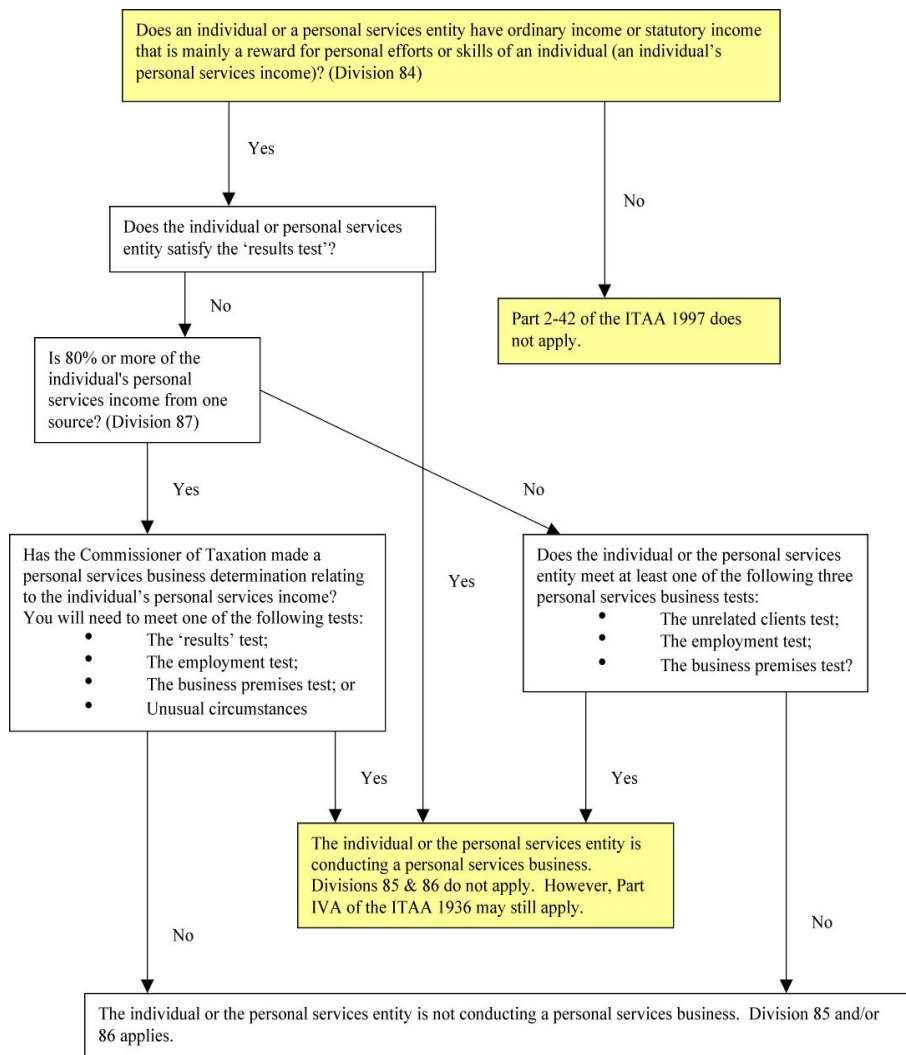 Does an individual or a personal services entity have ordinary income or statutory income
that is mainly a reward for personal efforts or skills of an individual (an individual’s
personal services income)? (Division 84)
Yes
No
Does the individual or personal services
entity satisfy the ‘results test’?
Part 2-42 of the ITAA 1997 does
not apply.
No
Is 80% or more of the
individual's personal
services income from one
source? (Division 87)
Yes
No
Yes
Has the Commissioner of Taxation made a
personal services business determination relating
to the individual’s personal services income?
You will need to meet one of the following tests:
• The ‘results’ test;
• The employment test;
• The business premises test; or
• Unusual circumstances
Does the individual or the personal services
entity meet at least one of the following three
personal services business tests:
• The unrelated clients test;
• The employment test;
• The business premises test?
Yes
Yes
The individual or the personal services entity is
conducting a personal services business.
Divisions 85 & 86 do not apply.  However, Part
IVA of the ITAA 1936 may still apply.
No
No
The individual or the personal services entity is not conducting a personal services business.  Division 85 and/or
86 applies.